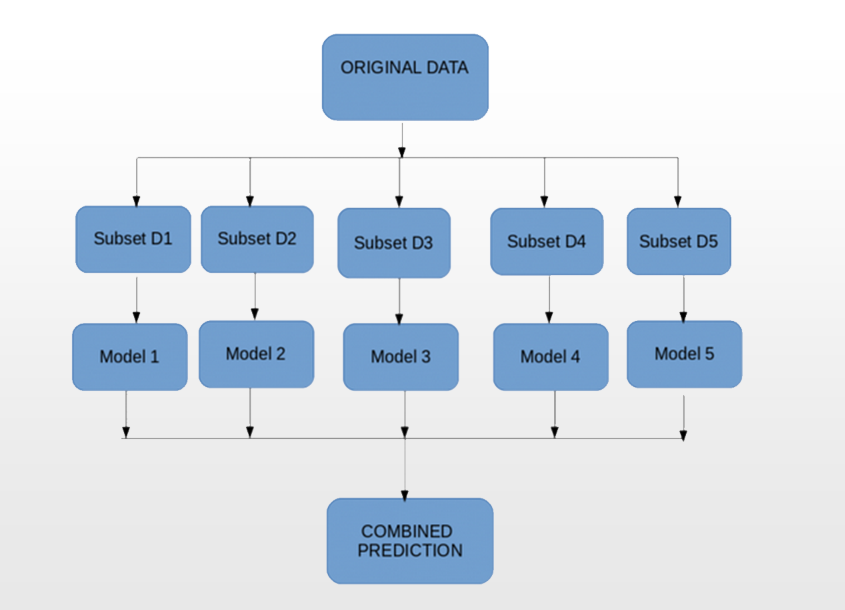 ORIGINAL DATA
Subset D1
Subset D2
Subset D3
Subset D4
Subset D5
Model 1
Model 2
Model 3
Model 4
Model 5
COMBINED
PREDICTION